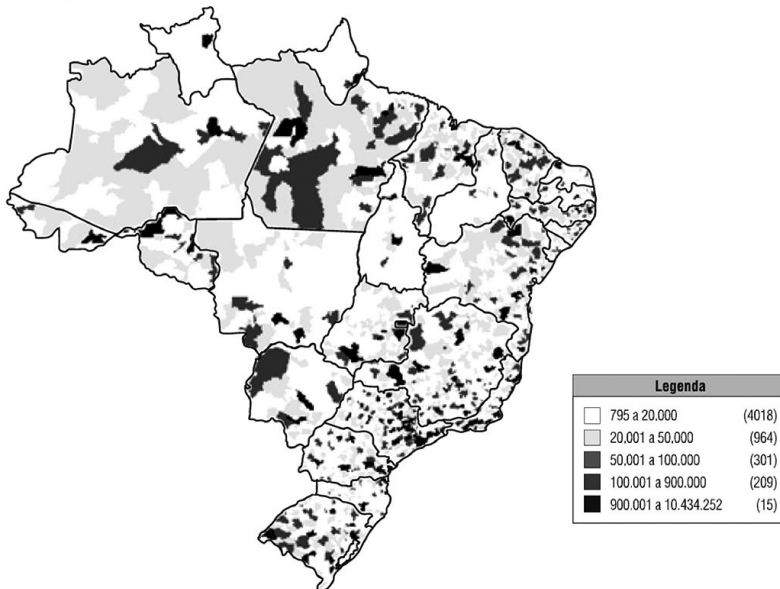 Legenda
795 a 20.000 (4018)
20.001 a 50.000 (964)
50.001 a 100.000 (301)
100.001 a 900.000 (209)
900.001 a 10.434.252 (15)